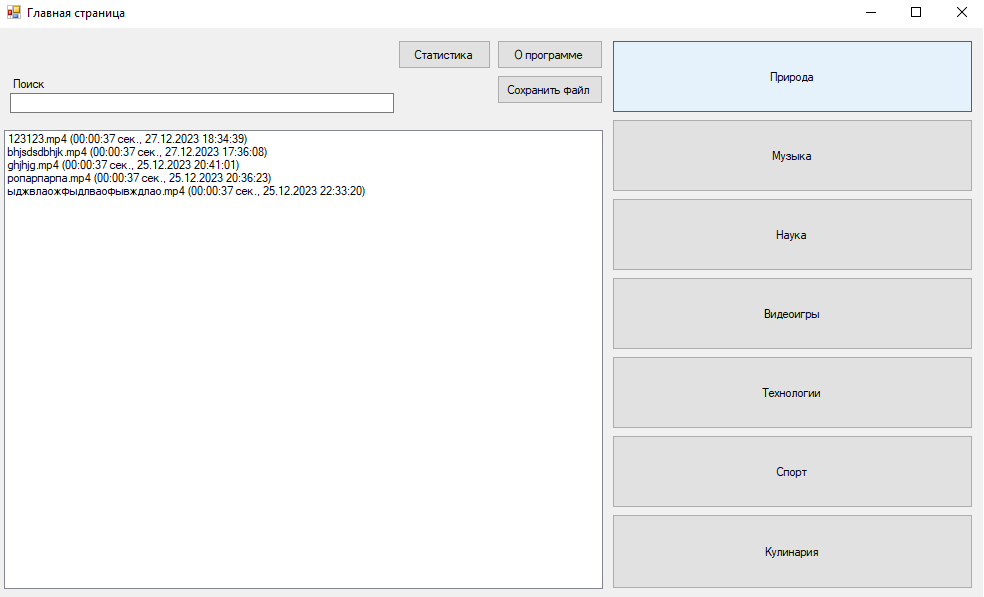 Главная страница
Статистика
О программе
Поиск
Сохранить файл
123123.mp4 (00:00:37 сек., 27.12.2023 18:34:39)
bhjsdsdbhjk.mp4 (00:00:37 сек., 27.12.2023 17:36:08)
ghjhjg.mp4 (00:00:37 сек., 25.12.2023 20:41:01)
ропарпарпа.mp4 (00:00:37 сек., 25.12.2023 20:36:23)
ыджвлаожфыдлваофывждлао.mp4 (00:00:37 сек., 25.12.2023 22:33:20)
Природа
Музыка
Наука
Видеоигры
Технологии
Спорт
Кулинария